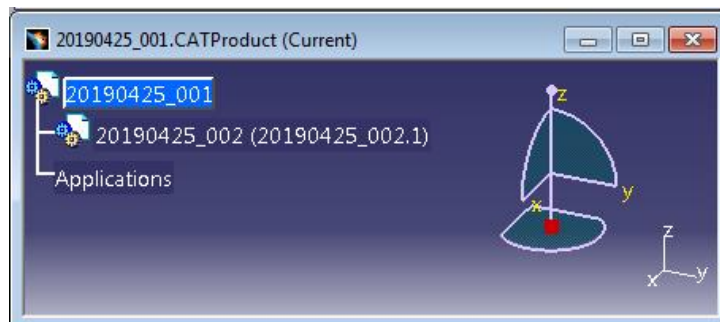 20190425_001.CATProduct (Current)
20190425_001
20190425_002 (20190425_002.1)
Applications
z
y
x
z
y
x